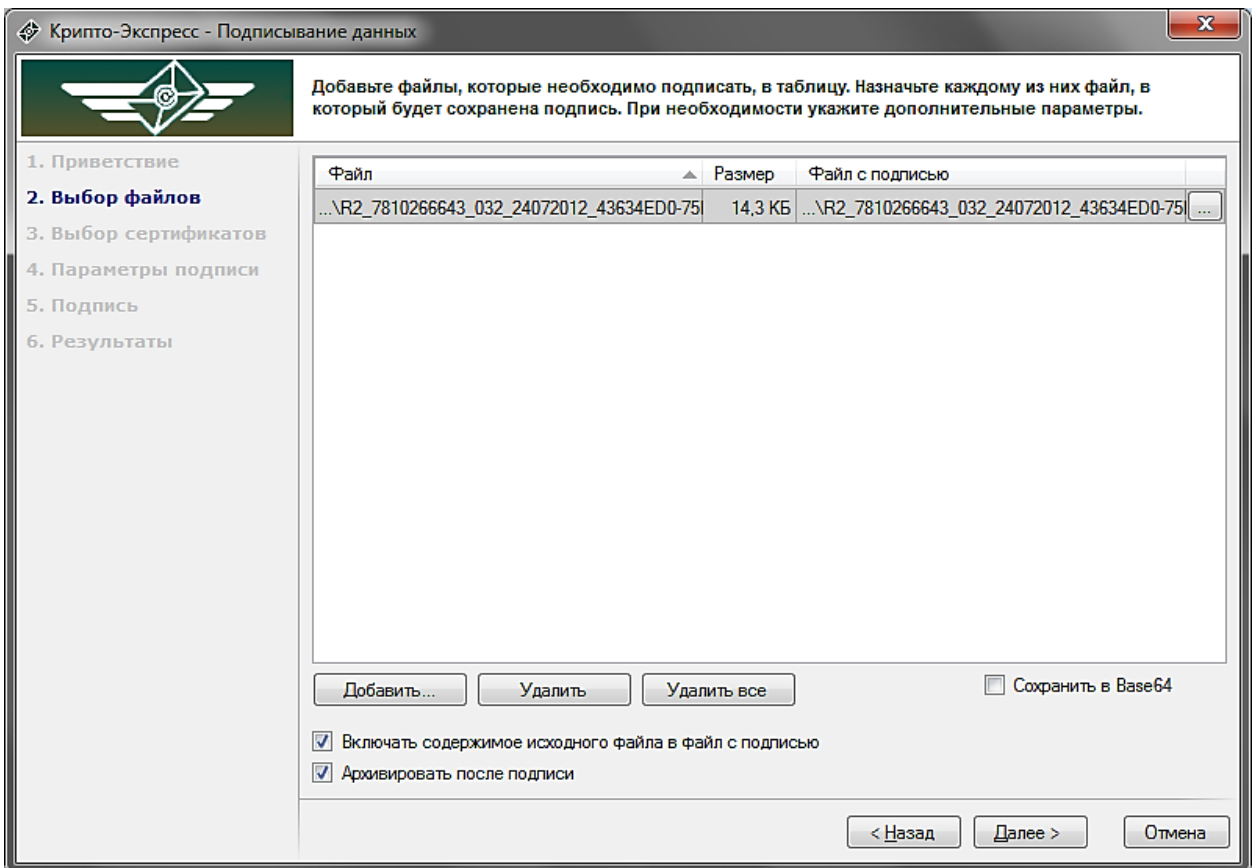 Крипто-Экспресс - Подписывание данных
Добавьте файлы, которые необходимо подписать, в таблицу. Назначьте каждому из них файл, в
который будет сохранена подпись. При необходимости укажите дополнительные параметры.
1. Приветствие
2. Выбор файлов
3. Выбор сертификатов
4. Параметры подписи
5. Подпись
6. Результаты
Файл Размер Файл с подписью
...\R2_7810266643_032_24072012_43634ED0-75 14,3 КБ ...\R2_7810266643_032_24072012_43634ED0-75 ...
Добавить... Удалить Удалить все Сохранить в Base64
Включать содержимое исходного файла в файл с подписью
Архивировать после подписи
< Назад Далее > Отмена